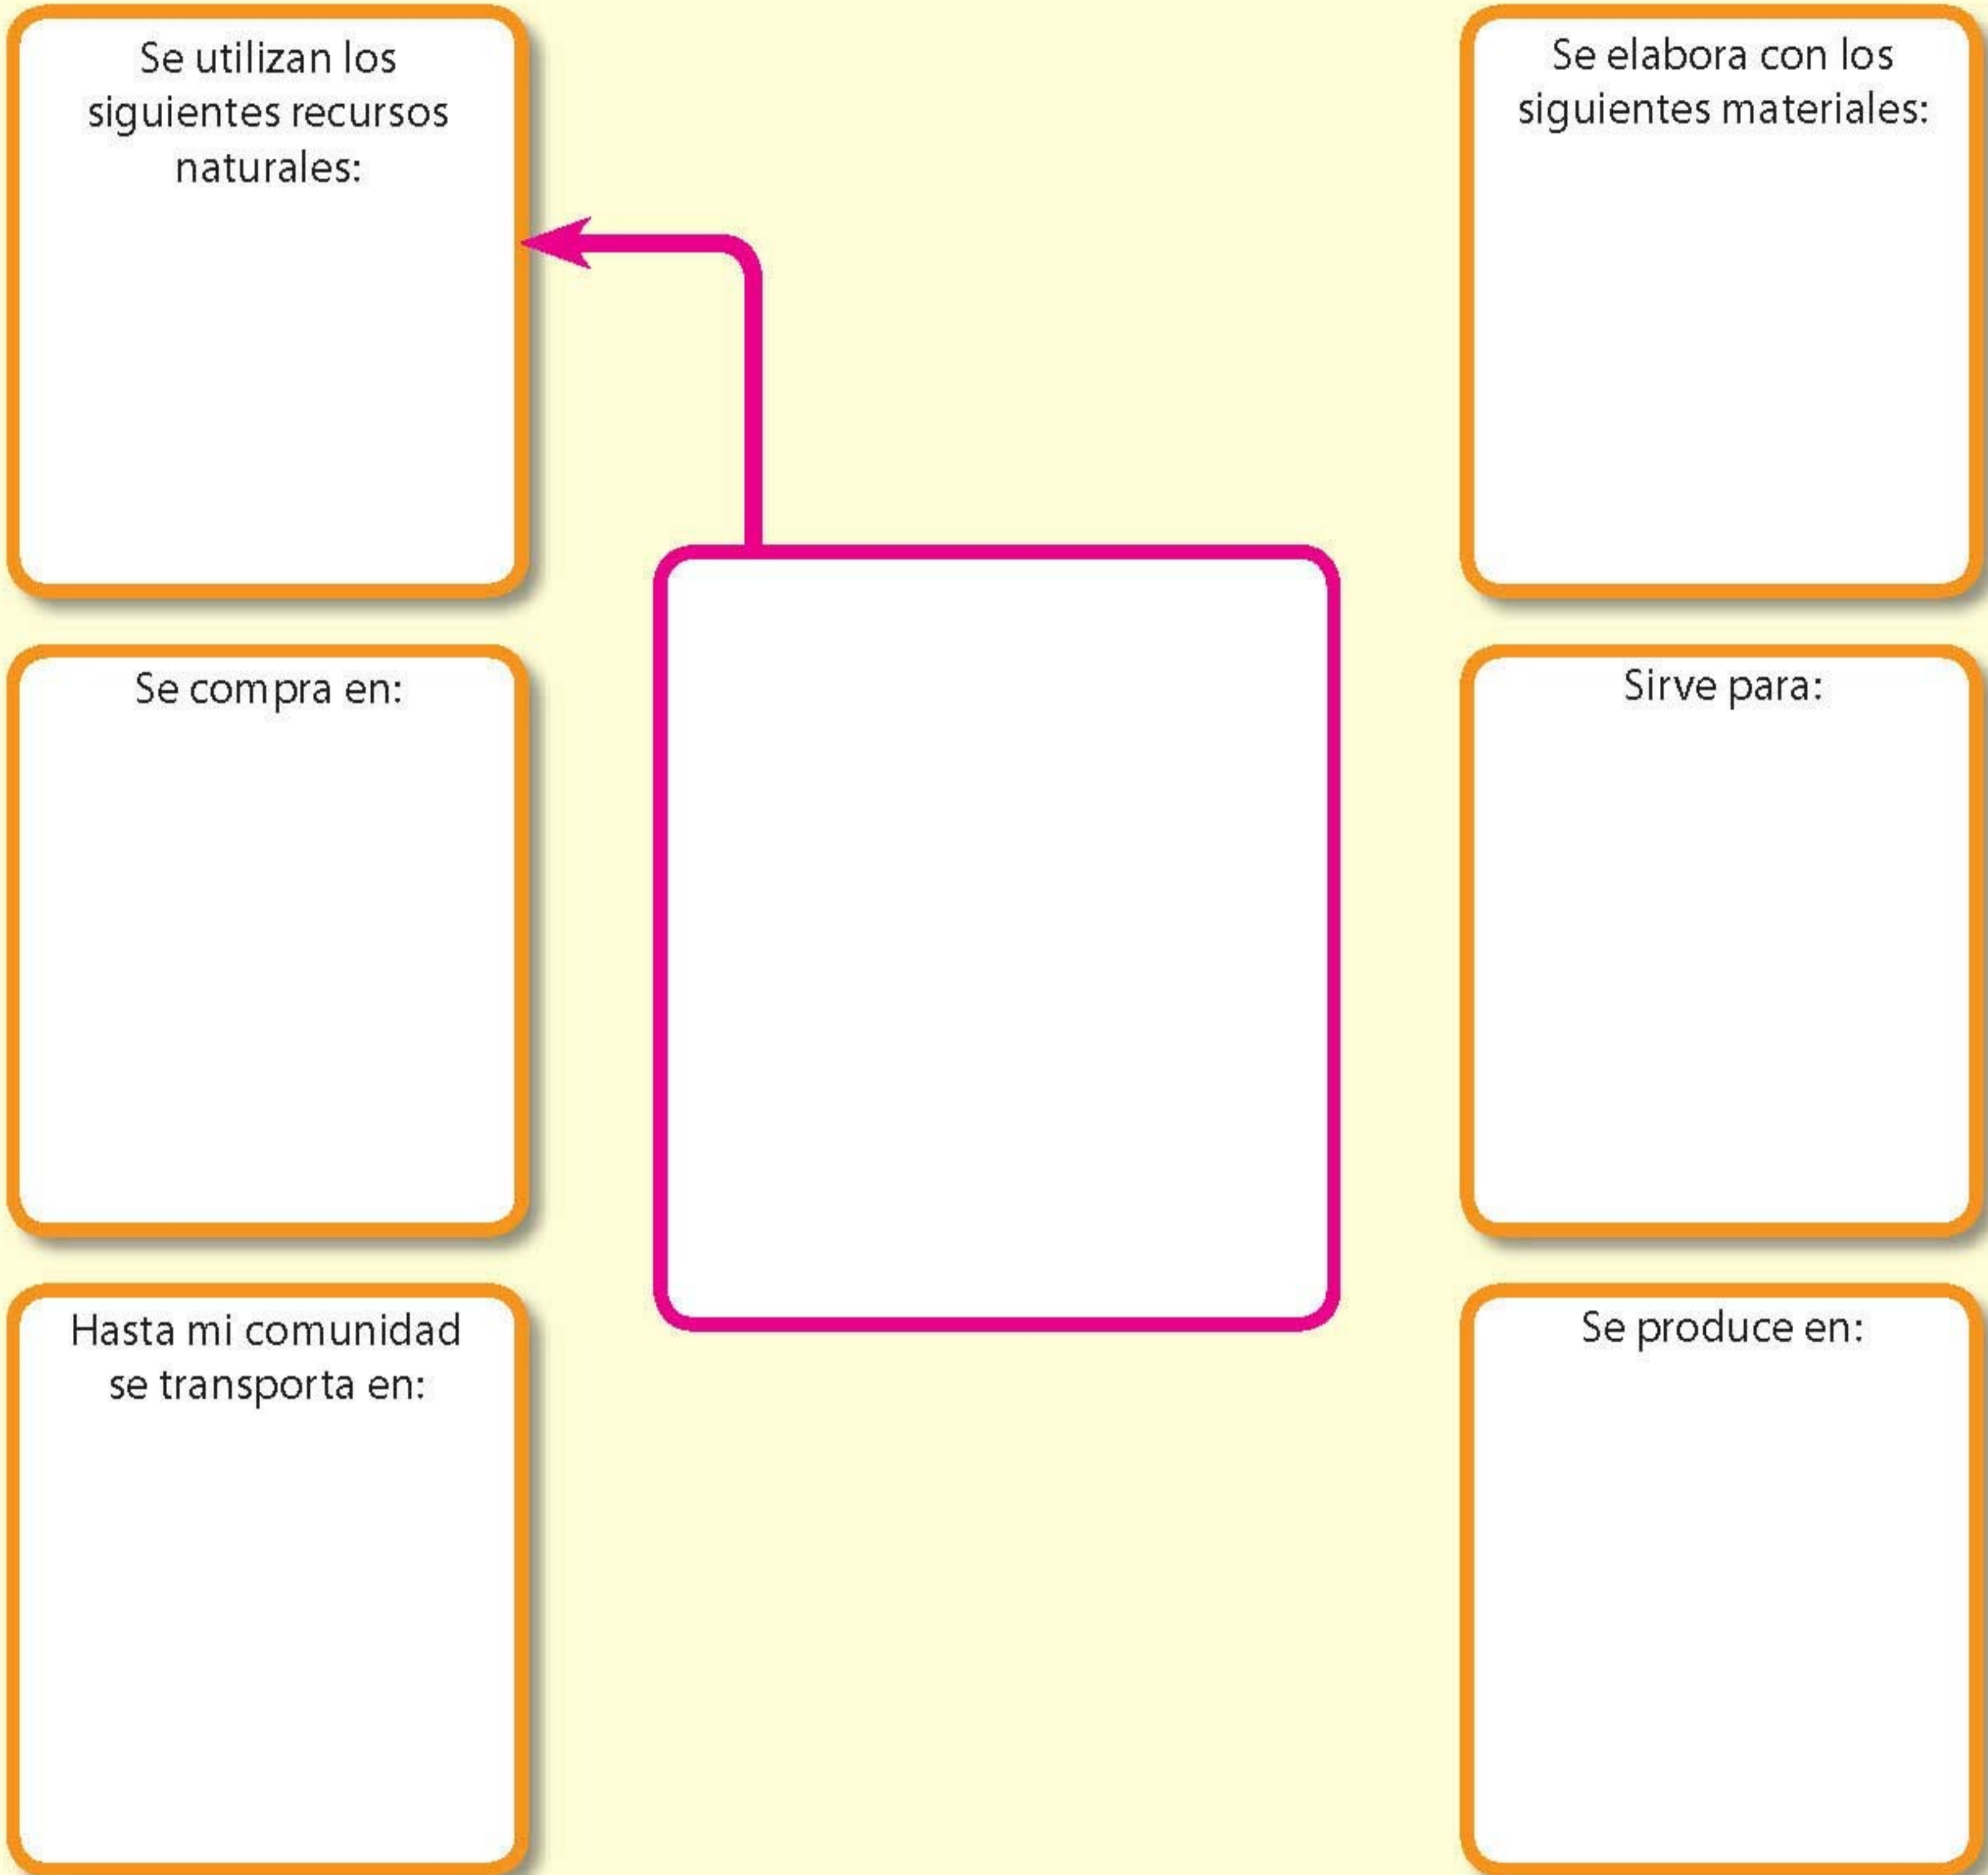 Se utilizan los
siguientes recursos
naturales:
Se elabora con los
siguientes materiales:
Se compra en:
Sirve para:
Hasta mi comunidad
se transporta en:
Se produce en: